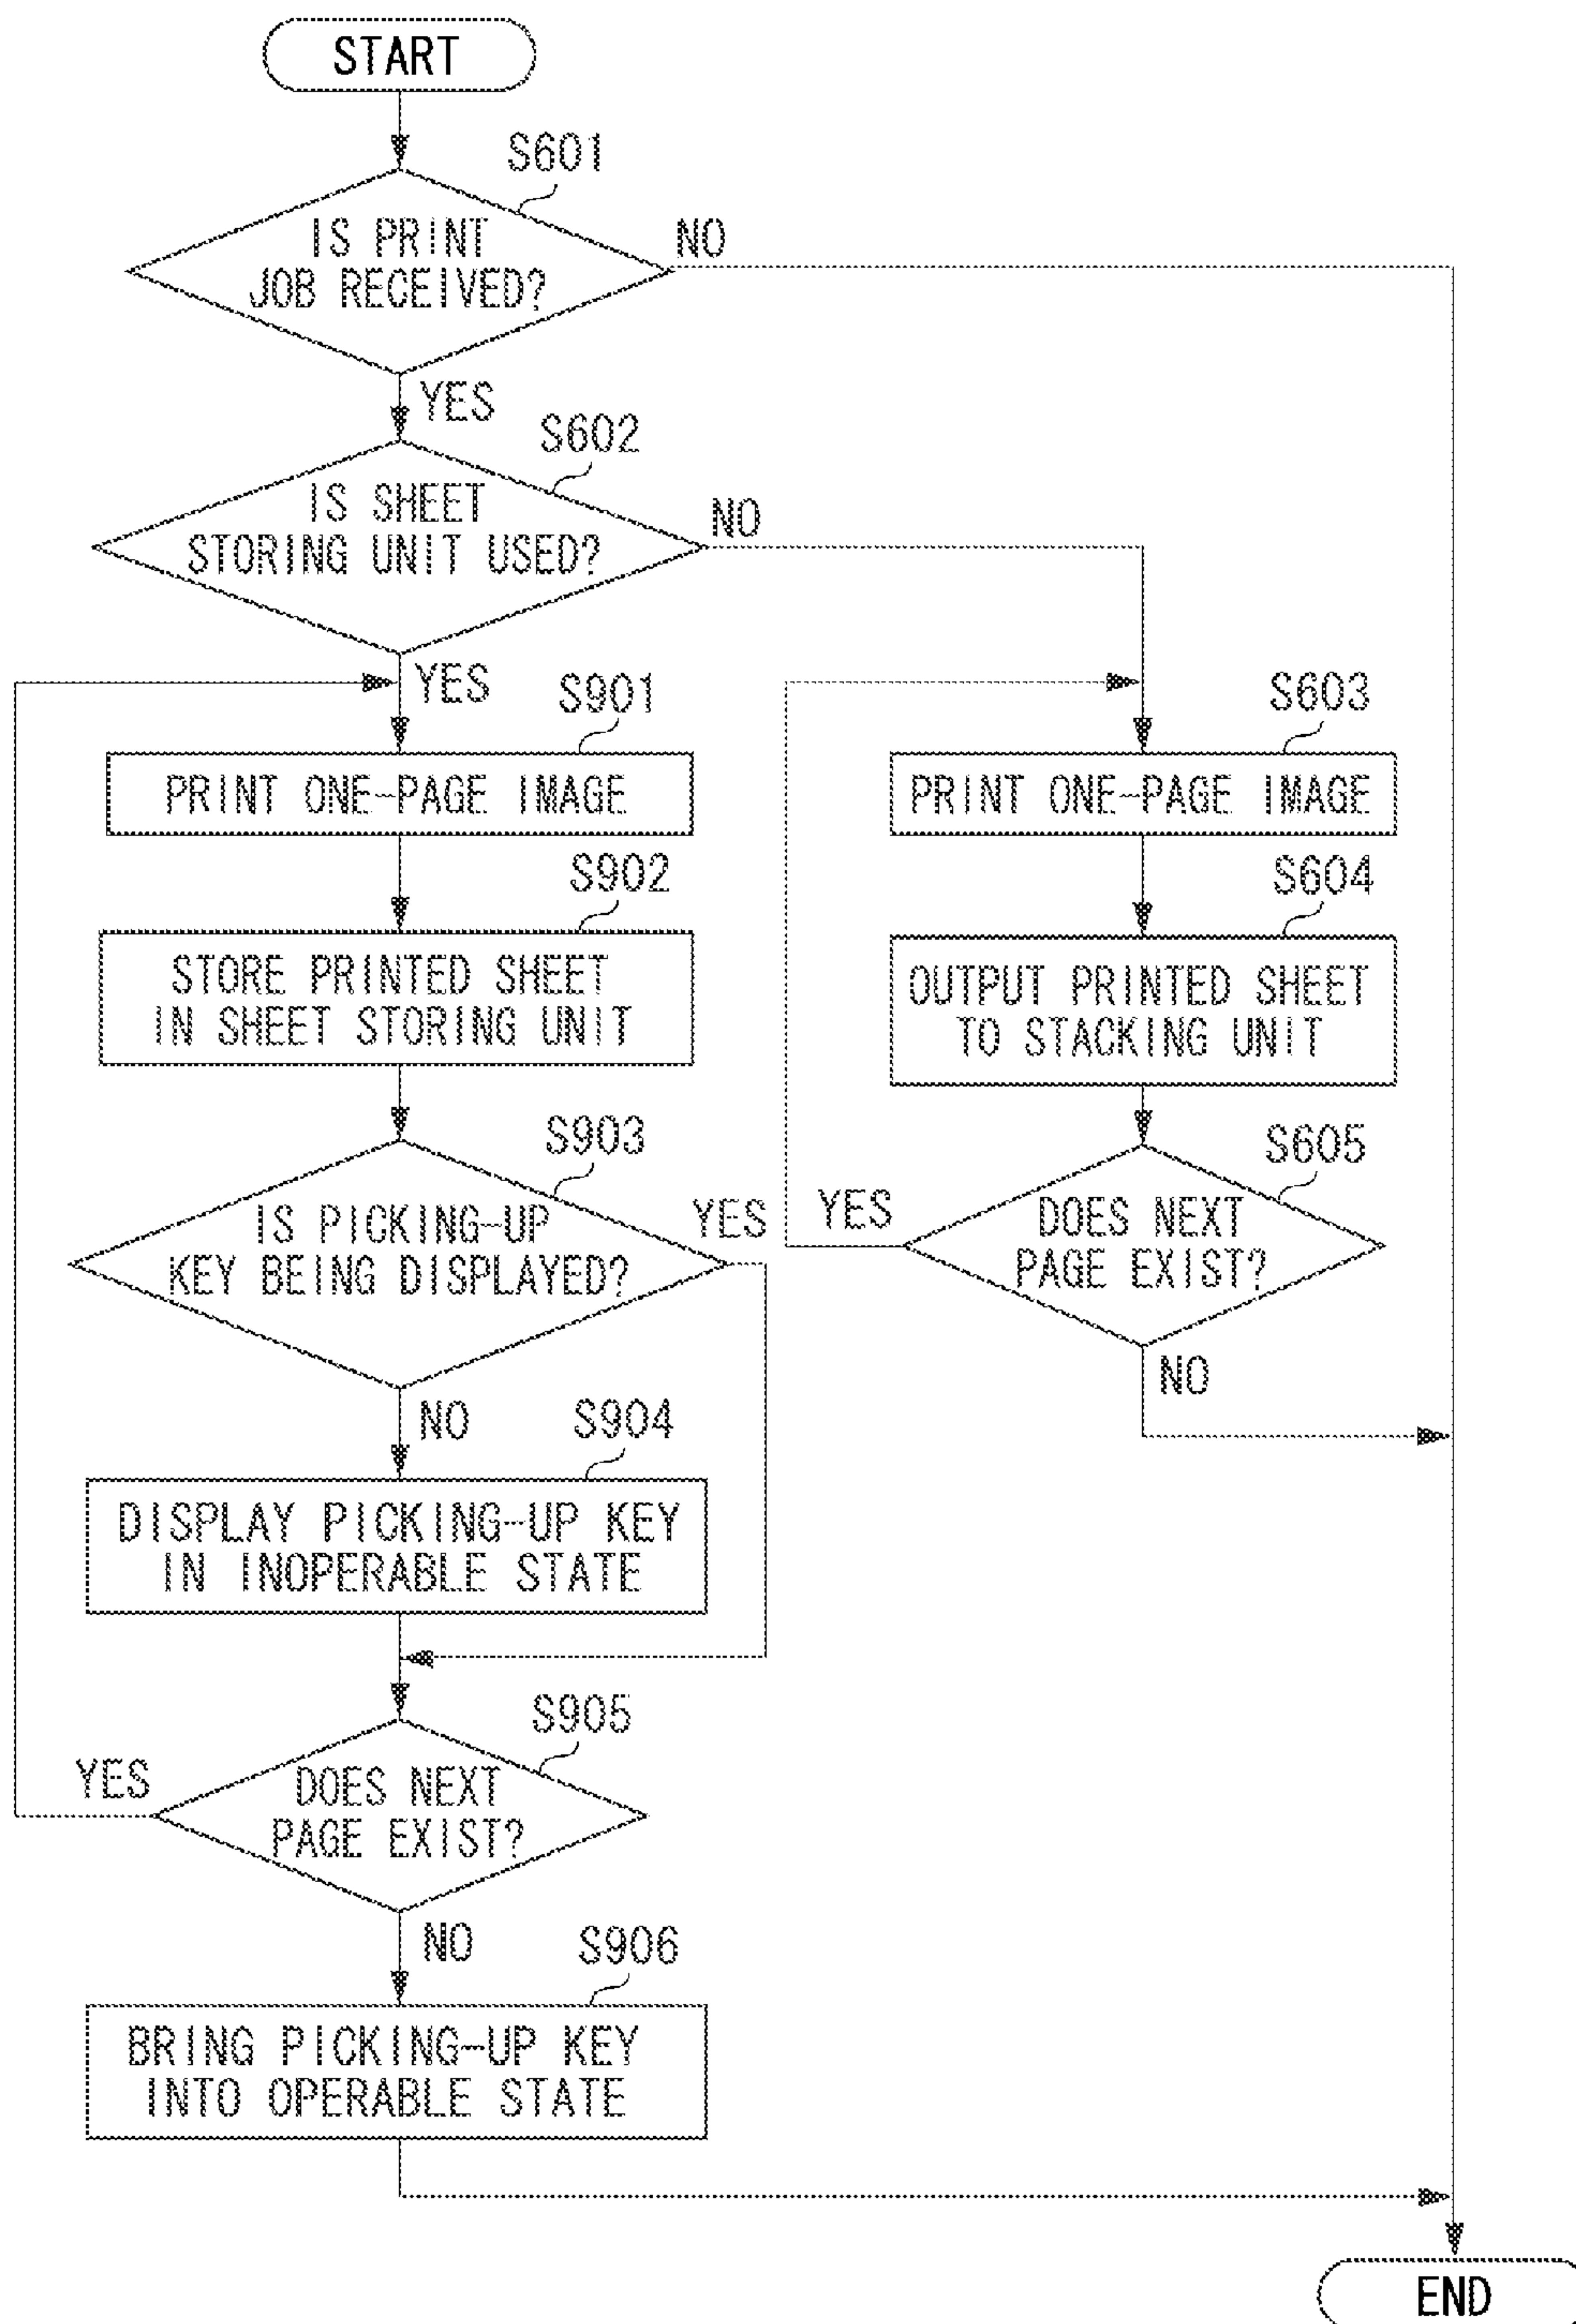 START
S601
IS PRINT
JOB RECEIVED?
NO
YES
S602
IS SHEET
STORING UNIT USED?
NO
YES
S901
PRINT ONE-PAGE IMAGE
S902
STORE PRINTED SHEET
IN SHEET STORING UNIT
S903
IS PICKING-UP
KEY BEING DISPLAYED?
YES
NO
S904
DISPLAY PICKING-UP KEY
IN INOPERABLE STATE
S905
DOES NEXT
PAGE EXIST?
YES
NO
S906
BRING PICKING-UP KEY
INTO OPERABLE STATE
S603
PRINT ONE-PAGE IMAGE
S604
OUTPUT PRINTED SHEET
TO STACKING UNIT
S605
DOES NEXT
PAGE EXIST?
YES
NO
END